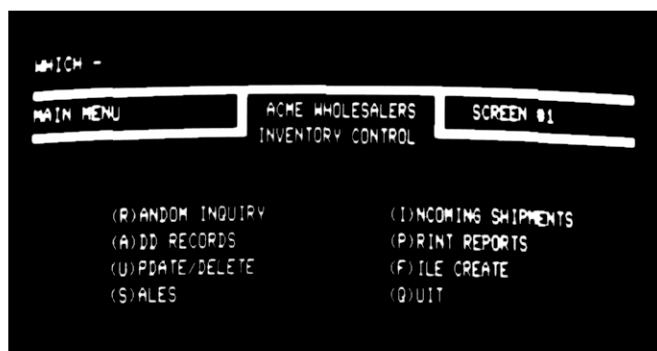 WHICH -
MAIN MENU
ACME WHOLESALERS
INVENTORY CONTROL
SCREEN #1
(R)ANDOM INQUIRY
(I)NCOMING SHIPMENTS
(A)DD RECORDS
(P)RINT REPORTS
(U)PDATE/DELETE
(F)ILE CREATE
(S)ALES
(Q)UIT